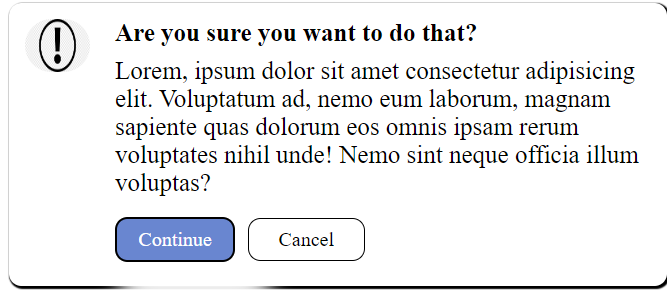 !
Are you sure you want to do that?
Lorem, ipsum dolor sit amet consectetur adipisicing
elit. Voluptatum ad, nemo eum laborum, magnam
sapiente quas dolorum eos omnis ipsam rerum
voluptates nihil unde! Nemo sint neque officia illum
voluptas?
Continue Cancel